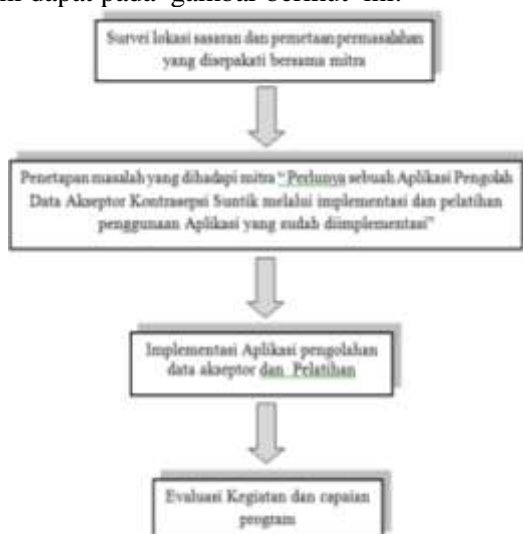 dapat pada gambar berikut ini.
Survei lokasi sasaran dan pemetaan permasalahan
yang disepakati bersama mitra
Penetapan masalah yang dihadapi mitra “ Perlunya sebuah Aplikasi Pengolah
Data Akseptor Kontrasepsi Suntik melalui implementasi dan pelatihan
penggunaan Aplikasi yang sudah diimplementasi”
Implementasi Aplikasi pengolahan
data akseptor dan Pelatihan
Evaluasi Kegiatan dan capaian
program